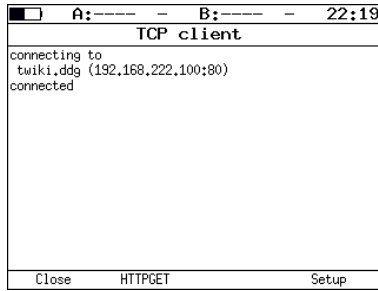 A:---- – B:---- – 22:19
TCP client
connecting to
twiki.ddg (192.168.222.100:80)
connected
Close HTTPGET Setup